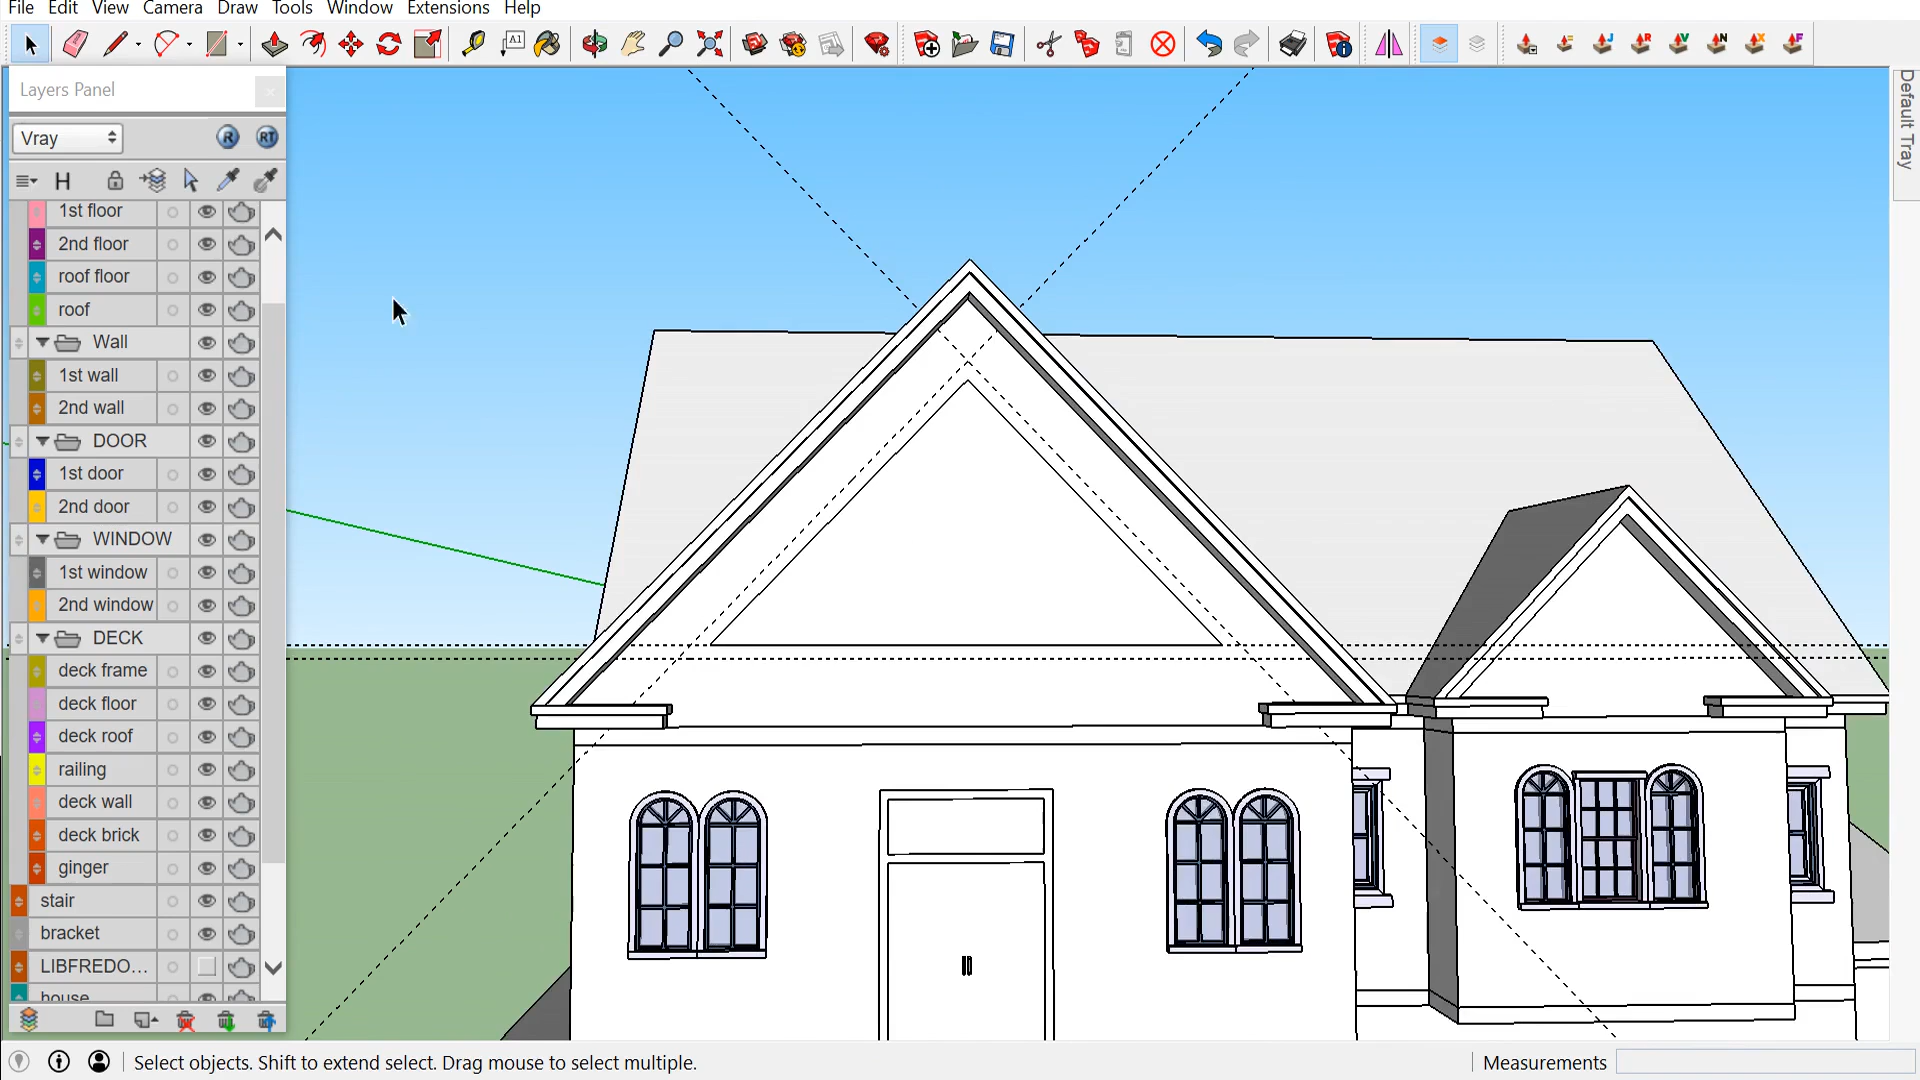 File Edit View Camera Draw Tools Window Extensions Help
A1
Layers Panel
Vray
R RT
H
1st floor
2nd floor
roof floor
roof
Wall
1st wall
2nd wall
DOOR
1st door
2nd door
WINDOW
1st window
2nd window
DECK
deck frame
deck floor
deck roof
railing
deck wall
deck brick
ginger
stair
bracket
LIBFREDO...
house
Default Tray
Select objects. Shift to extend select. Drag mouse to select multiple.
Measurements